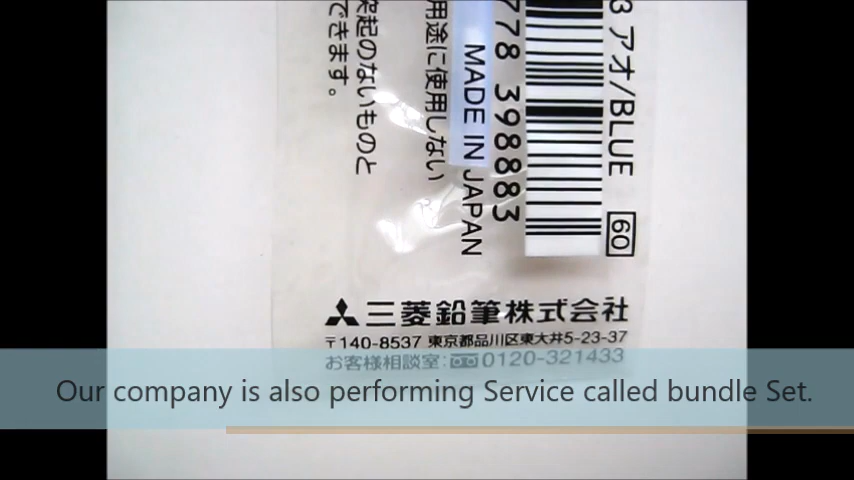 突起のないものと
できます。
用途に使用しない
MADE IN JAPAN
778 398883
3 アオ/BLUE
60
三菱鉛筆株式会社
〒140-8537 東京都品川区東大井5-23-37
お客様相談室:0120-321433
Our company is also performing Service called bundle Set.